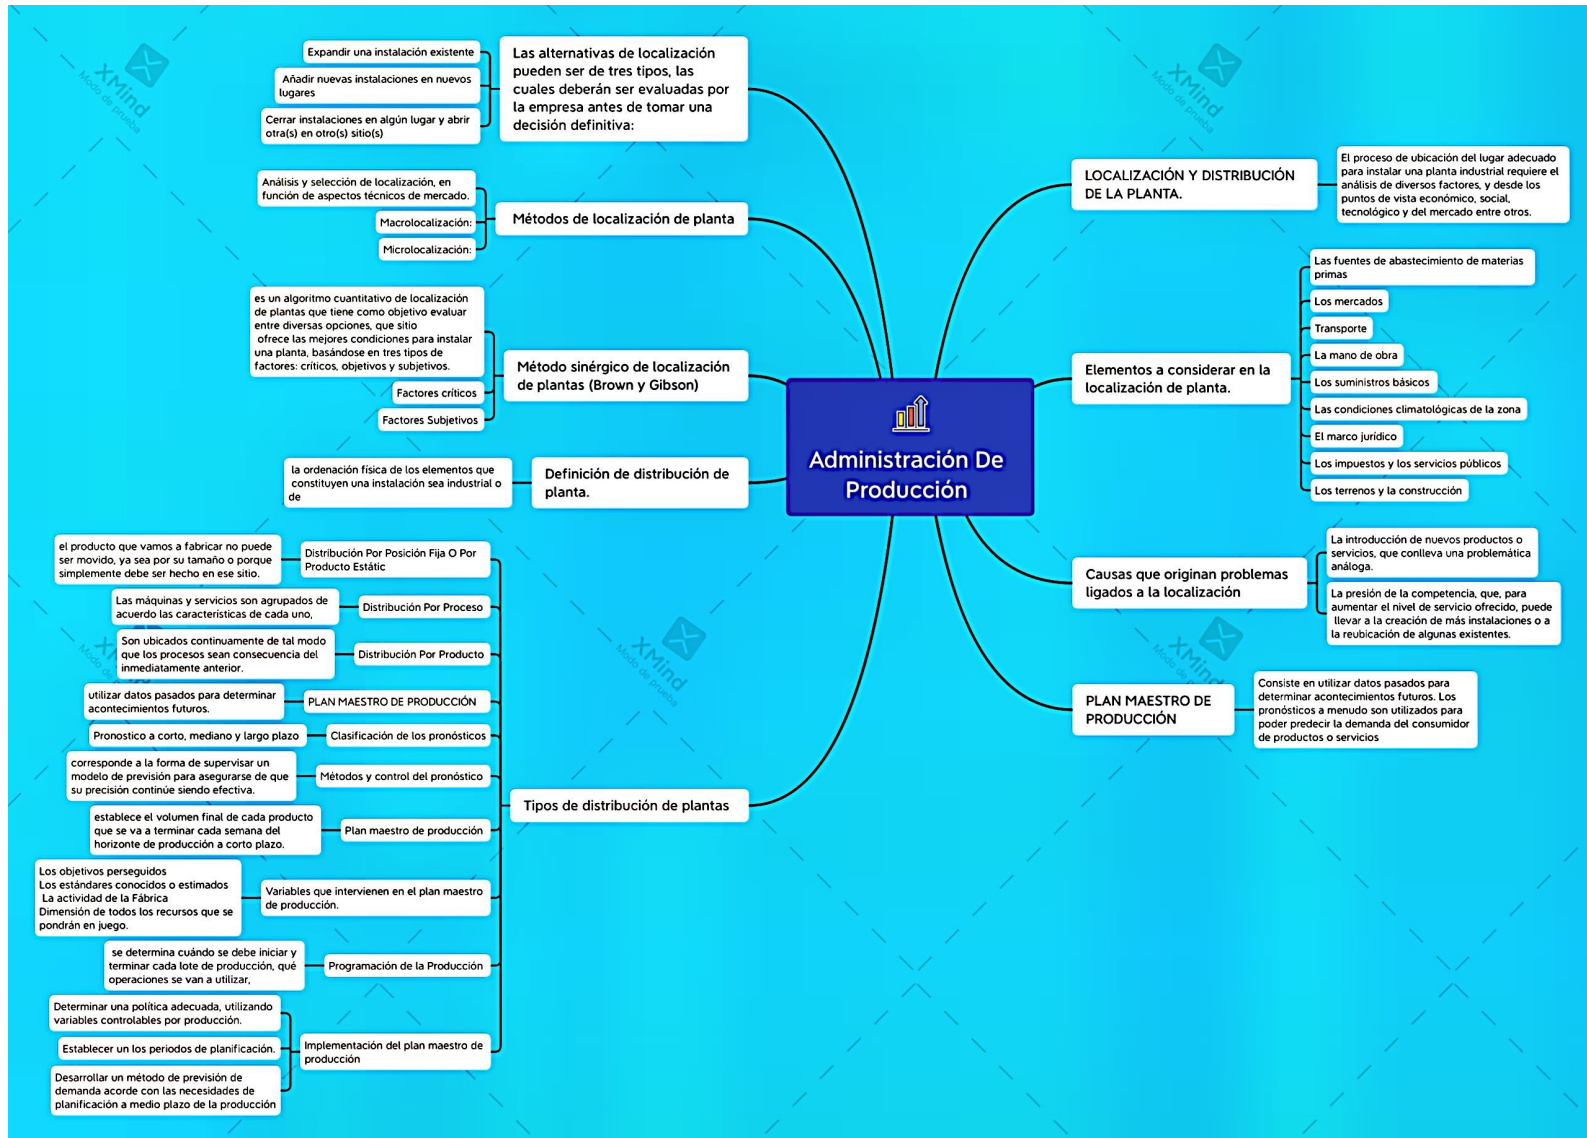 Administración De
Producción
LOCALIZACIÓN Y DISTRIBUCIÓN
DE LA PLANTA.
El proceso de ubicación del lugar adecuado
para instalar una planta industrial requiere el
análisis de diversos factores, y desde los
puntos de vista económico, social,
tecnológico y del mercado entre otros.
Elementos a considerar en la
localización de planta.
Las fuentes de abastecimiento de materias
primas
Los mercados
Transporte
La mano de obra
Los suministros básicos
Las condiciones climatológicas de la zona
El marco jurídico
Los impuestos y los servicios públicos
Los terrenos y la construcción
Causas que originan problemas
ligados a la localización
La introducción de nuevos productos o
servicios, que conlleva una problemática
análoga.
La presión de la competencia, que, para
aumentar el nivel de servicio ofrecido, puede
llevar a la creación de más instalaciones o a
la reubicación de algunas existentes.
PLAN MAESTRO DE
PRODUCCIÓN
Consiste en utilizar datos pasados para
determinar acontecimientos futuros. Los
pronósticos a menudo son utilizados para
poder predecir la demanda del consumidor
de productos o servicios
Las alternativas de localización
pueden ser de tres tipos, las
cuales deberán ser evaluadas por
la empresa antes de tomar una
decisión definitiva:
Expandir una instalación existente
Añadir nuevas instalaciones en nuevos
lugares
Cerrar instalaciones en algún lugar y abrir
otra(s) en otro(s) sitio(s)
Métodos de localización de planta
Análisis y selección de localización, en
función de aspectos técnicos de mercado.
Macrolocalización:
Microlocalización:
Método sinérgico de localización
de plantas (Brown y Gibson)
es un algoritmo cuantitativo de localización
de plantas que tiene como objetivo evaluar
entre diversas opciones, que sitio
ofrece las mejores condiciones para instalar
una planta, basándose en tres tipos de
factores: críticos, objetivos y subjetivos.
Factores críticos
Factores Subjetivos
Definición de distribución de
planta.
la ordenación física de los elementos que
constituyen una instalación sea industrial o
de
Tipos de distribución de plantas
Distribución Por Posición Fija O Por
Producto Estátic
el producto que vamos a fabricar no puede
ser movido, ya sea por su tamaño o porque
simplemente debe ser hecho en ese sitio.
Distribución Por Proceso
Las máquinas y servicios son agrupados de
acuerdo las características de cada uno,
Distribución Por Producto
Son ubicados continuamente de tal modo
que los procesos sean consecuencia del
inmediatamente anterior.
PLAN MAESTRO DE PRODUCCIÓN
utilizar datos pasados para determinar
acontecimientos futuros.
Clasificación de los pronósticos
Pronostico a corto, mediano y largo plazo
Métodos y control del pronóstico
corresponde a la forma de supervisar un
modelo de previsión para asegurarse de que
su precisión continúe siendo efectiva.
Plan maestro de producción
establece el volumen final de cada producto
que se va a terminar cada semana del
horizonte de producción a corto plazo.
Variables que intervienen en el plan maestro
de producción.
Los objetivos perseguidos
Los estándares conocidos o estimados
La actividad de la Fábrica
Dimensión de todos los recursos que se
pondrán en juego.
Programación de la Producción
se determina cuándo se debe iniciar y
terminar cada lote de producción, qué
operaciones se van a utilizar,
Implementación del plan maestro de
producción
Determinar una política adecuada, utilizando
variables controlables por producción.
Establecer un los periodos de planificación.
Desarrollar un método de previsión de
demanda acorde con las necesidades de
planificación a medio plazo de la producción
XMind
Modo de prueba
XMind
Modo de prueba
XMind
Modo de prueba
XMind
Modo de prueba